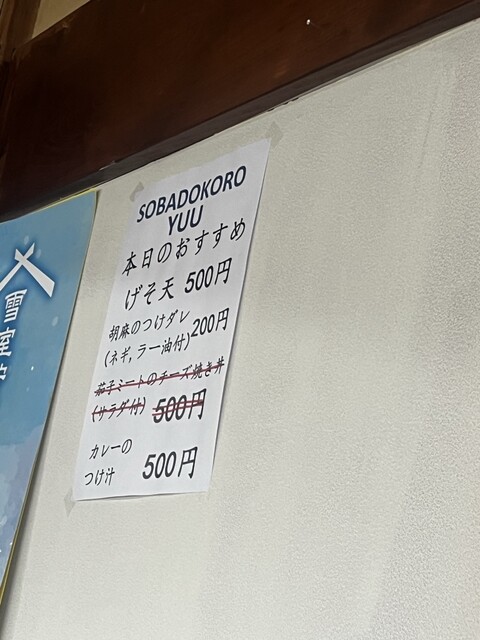 SOBADOKORO
YUU
本日のおすすめ
げそ天 500円
胡麻のつけダレ 200円
(ネギ,ラー油付)
茄子ミートのチーズ焼き丼
(サラダ付) 500円
カレーの
つけ汁 500円
雪室